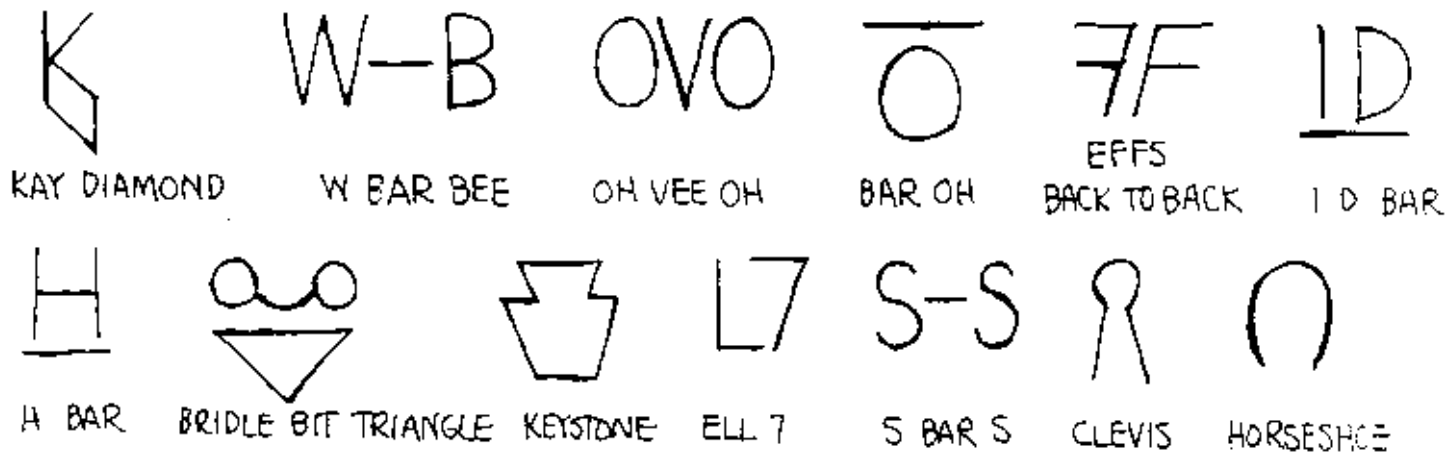 KAY DIAMOND
W BAR BEE
OH VEE OH
BAR OH
EFFS
BACK TO BACK
I D BAR
H BAR
BRIDLE BIT TRIANGLE
KEYSTONE
ELL 7
S BAR S
CLEVIS
HORSESHOE